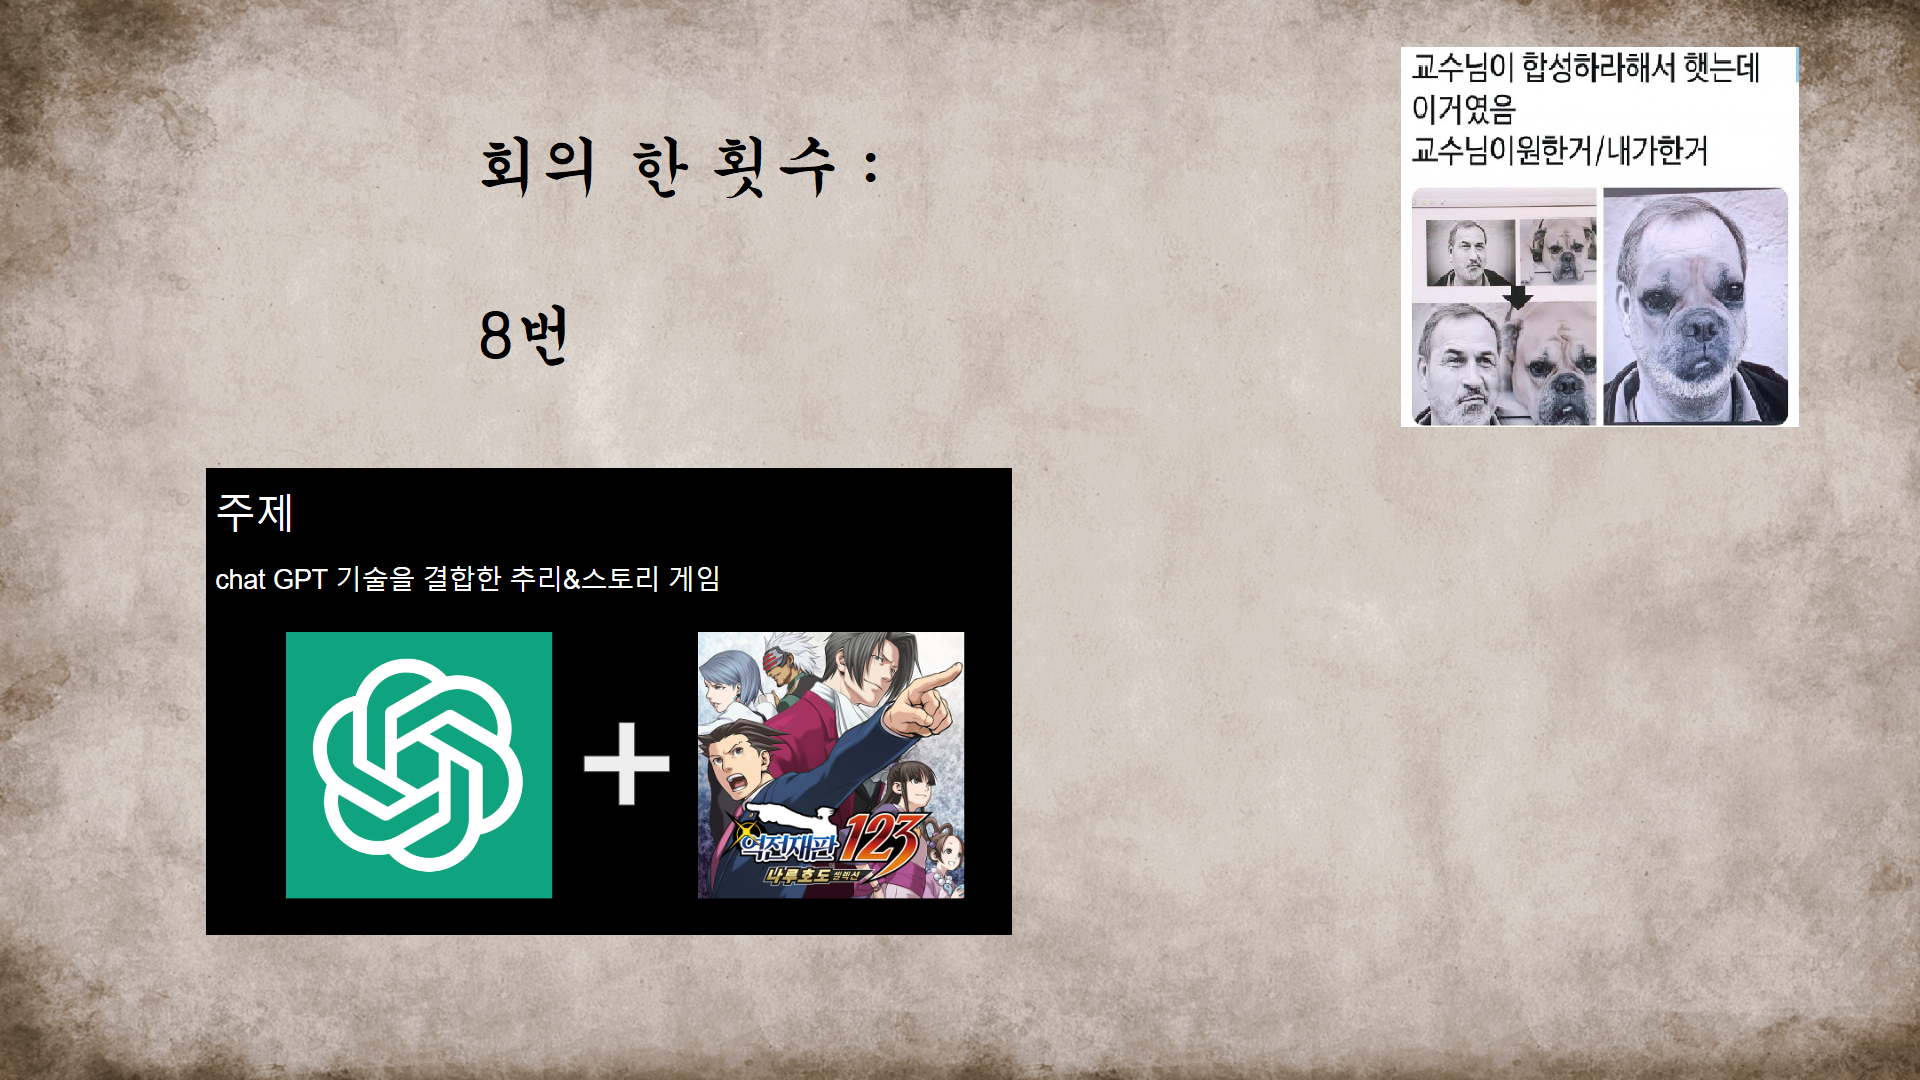 회의 한 횟수 :
8번
교수님이 합성하라해서 햇는데
이거였음
교수님이원한거/내가한거
주제
chat GPT 기술을 결합한 추리&스토리 게임
역전재판 123
나루호도 셀렉션